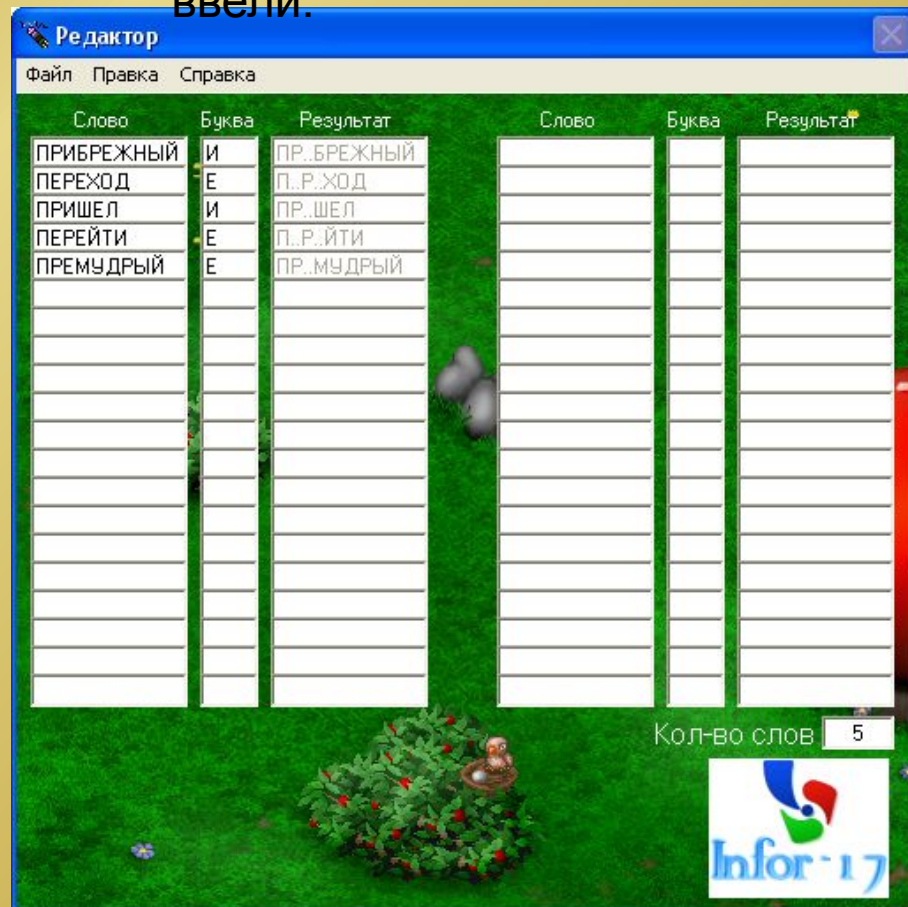 ввели.
Редактор
Файл Правка Справка
Слово Буква Результат Слово Буква Результат
ПРИБРЕЖНЫЙ И ПР..БРЕЖНЫЙ
ПЕРЕХОД Е П..Р..ХОД
ПРИШЕЛ И ПР..ШЕЛ
ПЕРЕЙТИ Е П..Р..ЙТИ
ПРЕМУДРЫЙ Е ПР..МУДРЫЙ
Кол-во слов 5
Infor-17